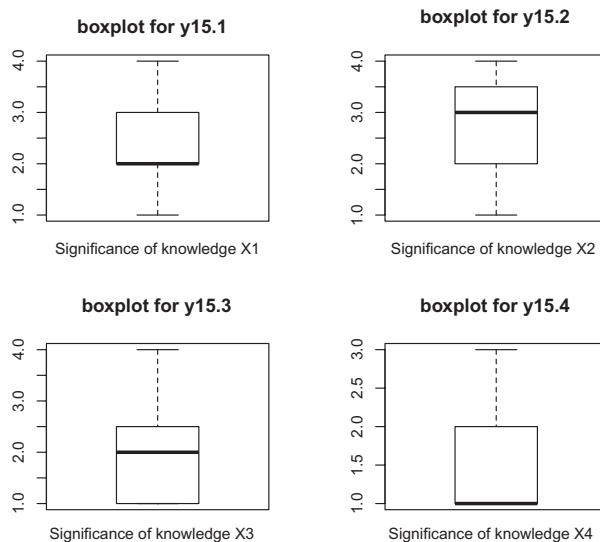 boxplot for y15.1
4.0
3.0
2.0
1.0
Significance of knowledge X1
boxplot for y15.2
4.0
3.0
2.0
1.0
Significance of knowledge X2
boxplot for y15.3
4.0
3.0
2.0
1.0
Significance of knowledge X3
boxplot for y15.4
3.0
2.5
2.0
1.5
1.0
Significance of knowledge X4